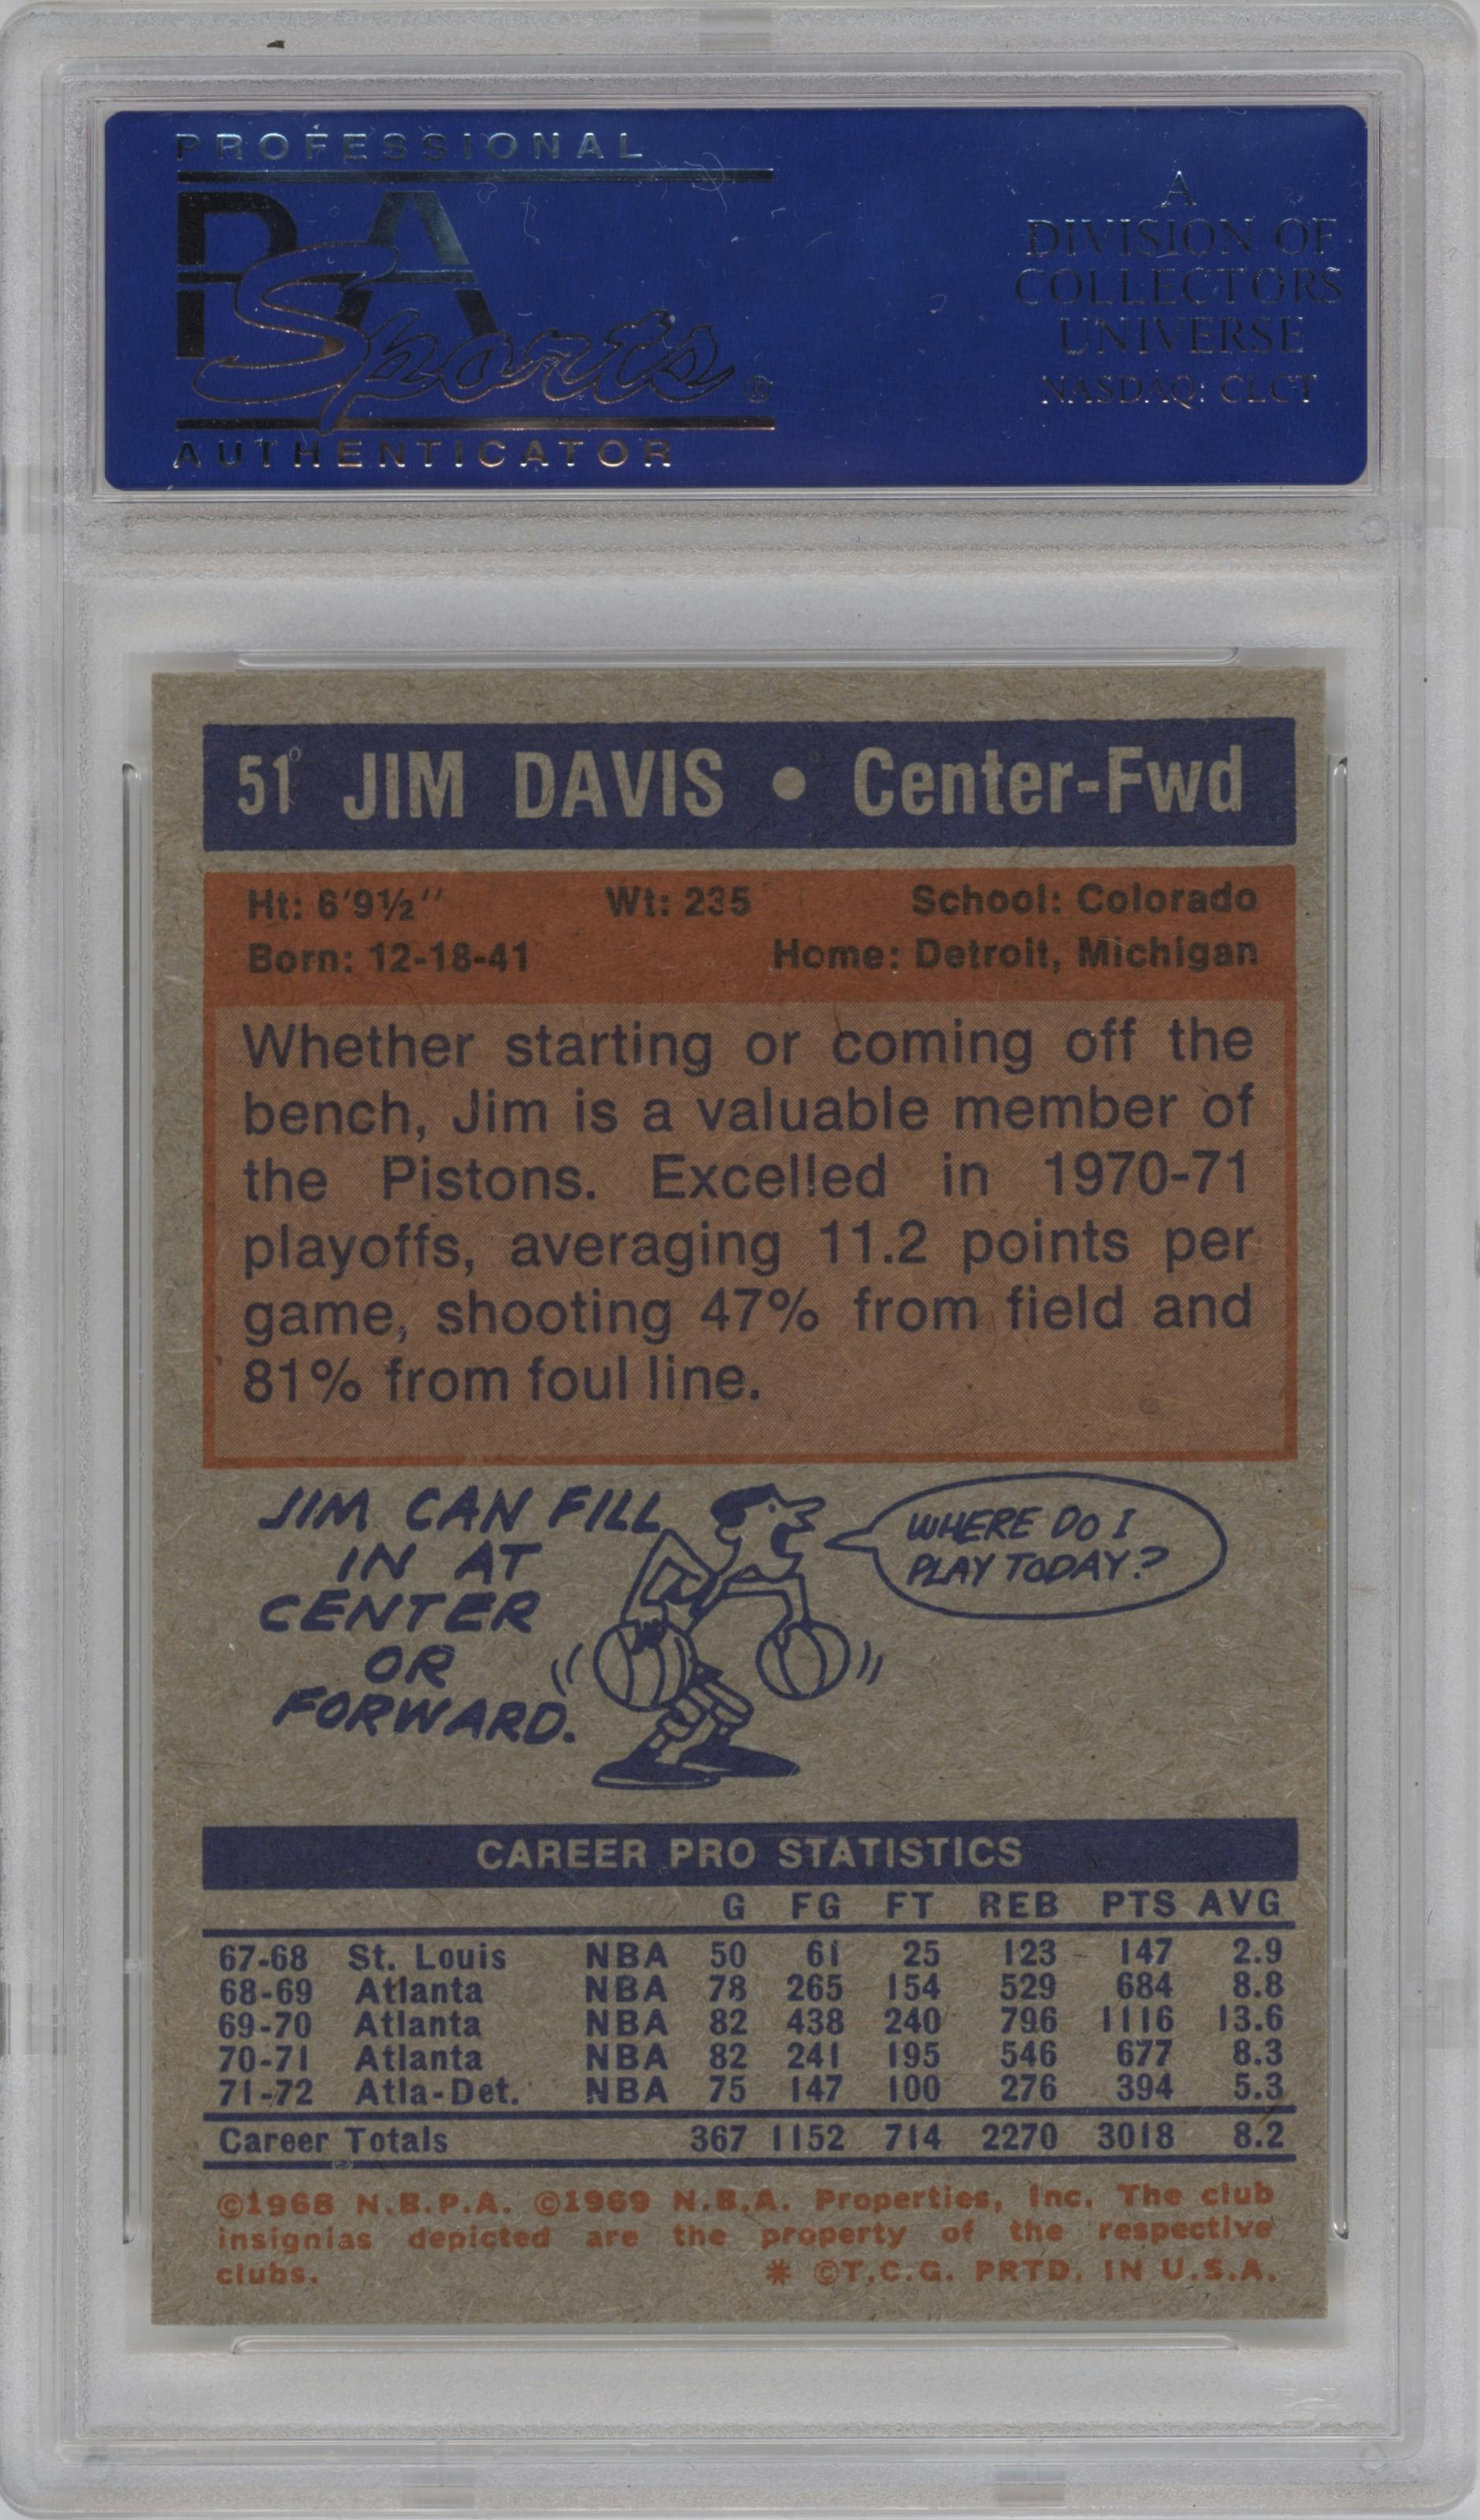 PROFESSIONAL
PSA
Sports ®
AUTHENTICATOR
A
DIVISION OF
COLLECTORS
UNIVERSE
NASDAQ: CLCT
51 JIM DAVIS • Center-Fwd
Ht: 6'9½" Wt: 235 School: Colorado
Born: 12-18-41 Home: Detroit, Michigan
Whether starting or coming off the
bench, Jim is a valuable member of
the Pistons. Excelled in 1970-71
playoffs, averaging 11.2 points per
game, shooting 47% from field and
81% from foul line.
JIM CAN FILL
IN AT
CENTER
OR
FORWARD.
WHERE DO I
PLAY TODAY?
CAREER PRO STATISTICS
G FG FT REB PTS AVG
67-68 St. Louis NBA 50 61 25 123 147 2.9
68-69 Atlanta NBA 78 265 154 529 684 8.8
69-70 Atlanta NBA 82 438 240 796 1116 13.6
70-71 Atlanta NBA 82 241 195 546 677 8.3
71-72 Atla-Det. NBA 75 147 100 276 394 5.3
Career Totals 367 1152 714 2270 3018 8.2
©1968 N.B.P.A. ©1969 N.B.A. Properties, Inc. The club
insignias depicted are the property of the respective
clubs. * ©T.C.G. PRTD. IN U.S.A.